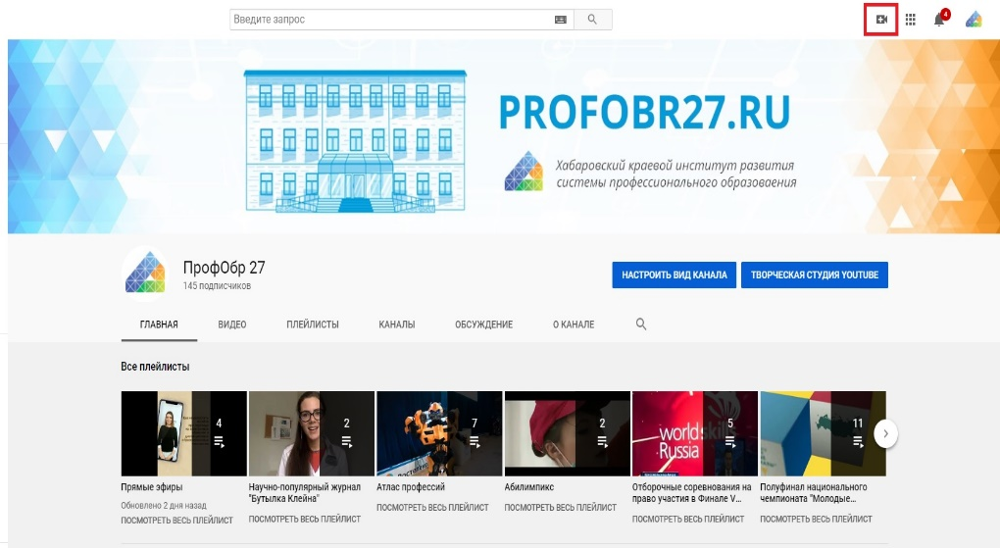 Введите запрос
4
PROFOBR27.RU
Хабаровский краевой институт развития
системы профессионального образовения
ПрофОбр 27
145 подписчиков
НАСТРОИТЬ ВИД КАНАЛА
ТВОРЧЕСКАЯ СТУДИЯ YOUTUBE
ГЛАВНАЯ
ВИДЕО
ПЛЕЙЛИСТЫ
КАНАЛЫ
ОБСУЖДЕНИЕ
О КАНАЛЕ
Все плейлисты
4
2
7
2
5
11
world skills
Russia
Прямые эфиры
Обновлено 2 дня назад
ПОСМОТРЕТЬ ВЕСЬ ПЛЕЙЛИСТ
Научно-популярный журнал
"Бутылка Клейна"
ПОСМОТРЕТЬ ВЕСЬ ПЛЕЙЛИСТ
Атлас профессий
ПОСМОТРЕТЬ ВЕСЬ ПЛЕЙЛИСТ
Абилимпикс
ПОСМОТРЕТЬ ВЕСЬ ПЛЕЙЛИСТ
Отборочные соревнования на
право участия в Финале V...
ПОСМОТРЕТЬ ВЕСЬ ПЛЕЙЛИСТ
Полуфинал национального
чемпионата "Молодые...
ПОСМОТРЕТЬ ВЕСЬ ПЛЕЙЛИСТ